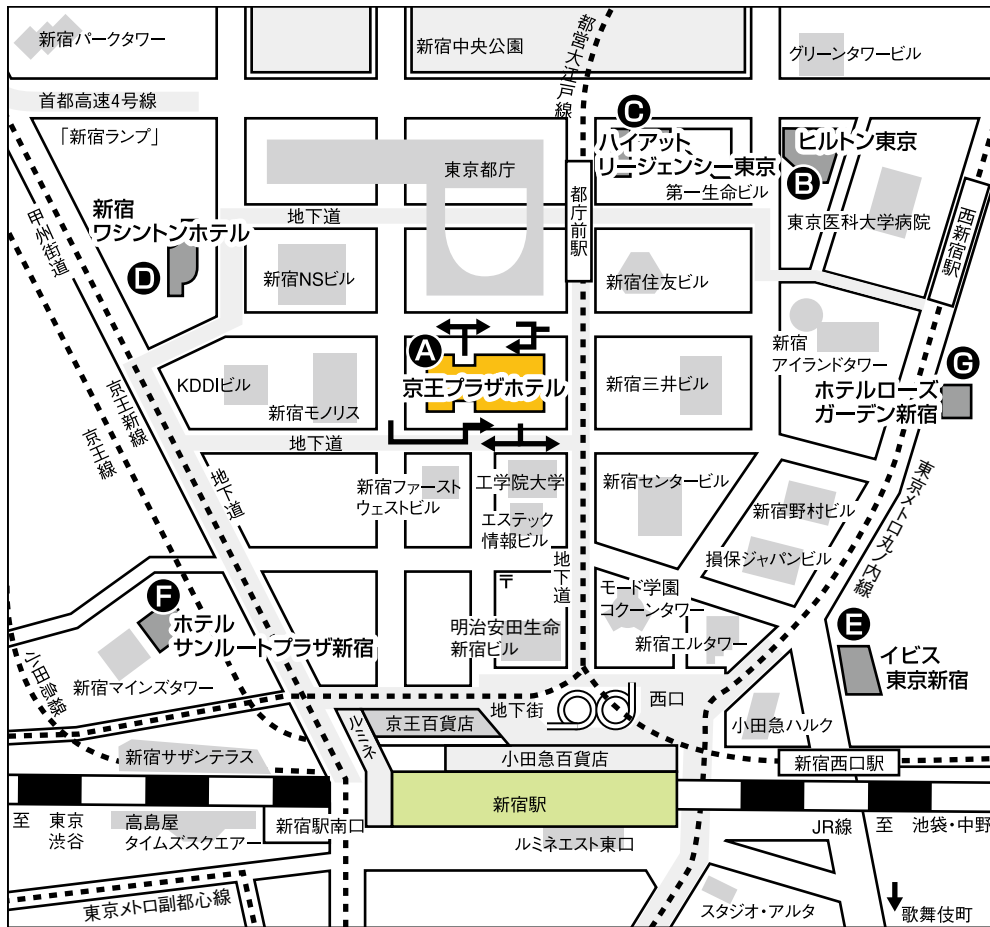 新宿パークタワー
新宿中央公園
都営大江戸線
グリーンタワービル
首都高速4号線
「新宿ランプ」
C
ハイアット
リージェンシー東京
第一生命ビル
ヒルトン東京
B
東京都庁
都庁前駅
東京医科大学病院
西新宿駅
新宿
ワシントンホテル
D
地下道
甲州街道
新宿NSビル
新宿住友ビル
A
京王プラザホテル
KDDIビル
新宿モノリス
新宿三井ビル
新宿
アイランドタワー
G
ホテルローズ
ガーデン新宿
京王新線
京王線
地下道
地下道
新宿ファースト
ウェストビル
工学院大学
エステック
情報ビル
新宿センタービル
新宿野村ビル
損保ジャパンビル
東京メトロ丸ノ内線
地下道
〒
モード学園
コクーンタワー
F
ホテル
サンルートプラザ新宿
新宿マインズタワー
小田急線
明治安田生命
新宿ビル
新宿エルタワー
E
イビス
東京新宿
地下街
西口
ルミネ
京王百貨店
小田急百貨店
小田急ハルク
新宿西口駅
新宿サザンテラス
新宿駅
至 東京
渋谷
高島屋
タイムズスクエアー
新宿駅南口
ルミネエスト東口
JR線
至 池袋・中野
東京メトロ副都心線
スタジオ・アルタ
歌舞伎町